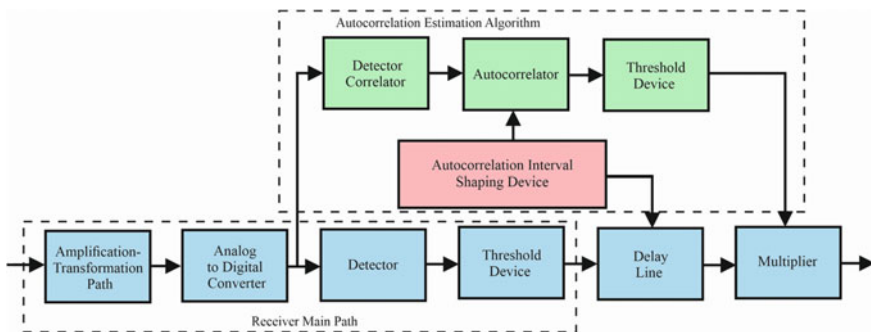 Autocorrelation Estimation Algorithm
Detector
Correlator
Autocorrelator
Threshold
Device
Autocorrelation Interval
Shaping Device
Amplification-
Transformation
Path
Analog
to Digital
Converter
Detector
Threshold
Device
Delay
Line
Multiplier
Receiver Main Path